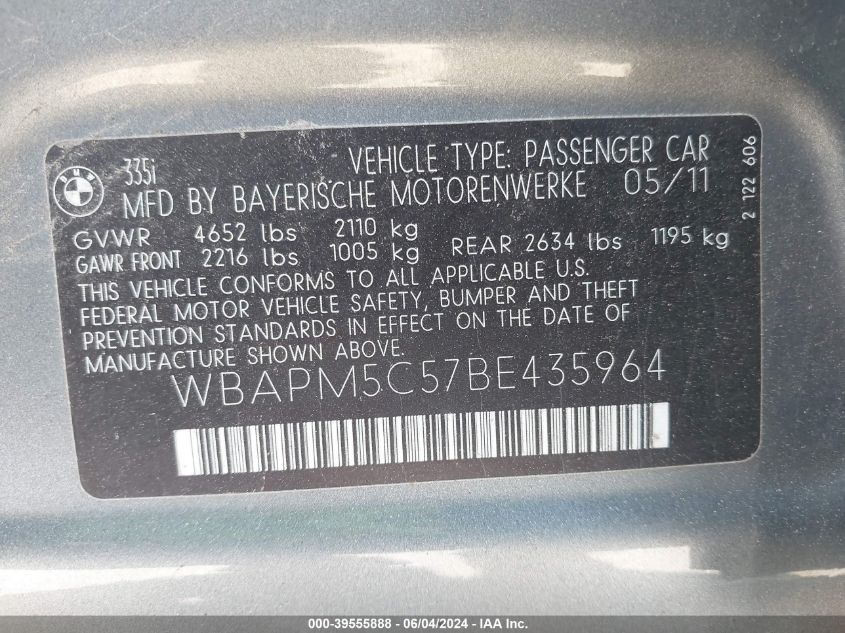 BMW
335i VEHICLE TYPE: PASSENGER CAR
MFD BY BAYERISCHE MOTORENWERKE 05/11
GVWR 4652 lbs 2110 kg
GAWR FRONT 2216 lbs 1005 kg REAR 2634 lbs 1195 kg
THIS VEHICLE CONFORMS TO ALL APPLICABLE U.S.
FEDERAL MOTOR VEHICLE SAFETY, BUMPER AND THEFT
PREVENTION STANDARDS IN EFFECT ON THE DATE OF
MANUFACTURE SHOWN ABOVE.
WBAPM5C57BE435964
2 122 606
000-39555888 - 06/04/2024 - IAA Inc.